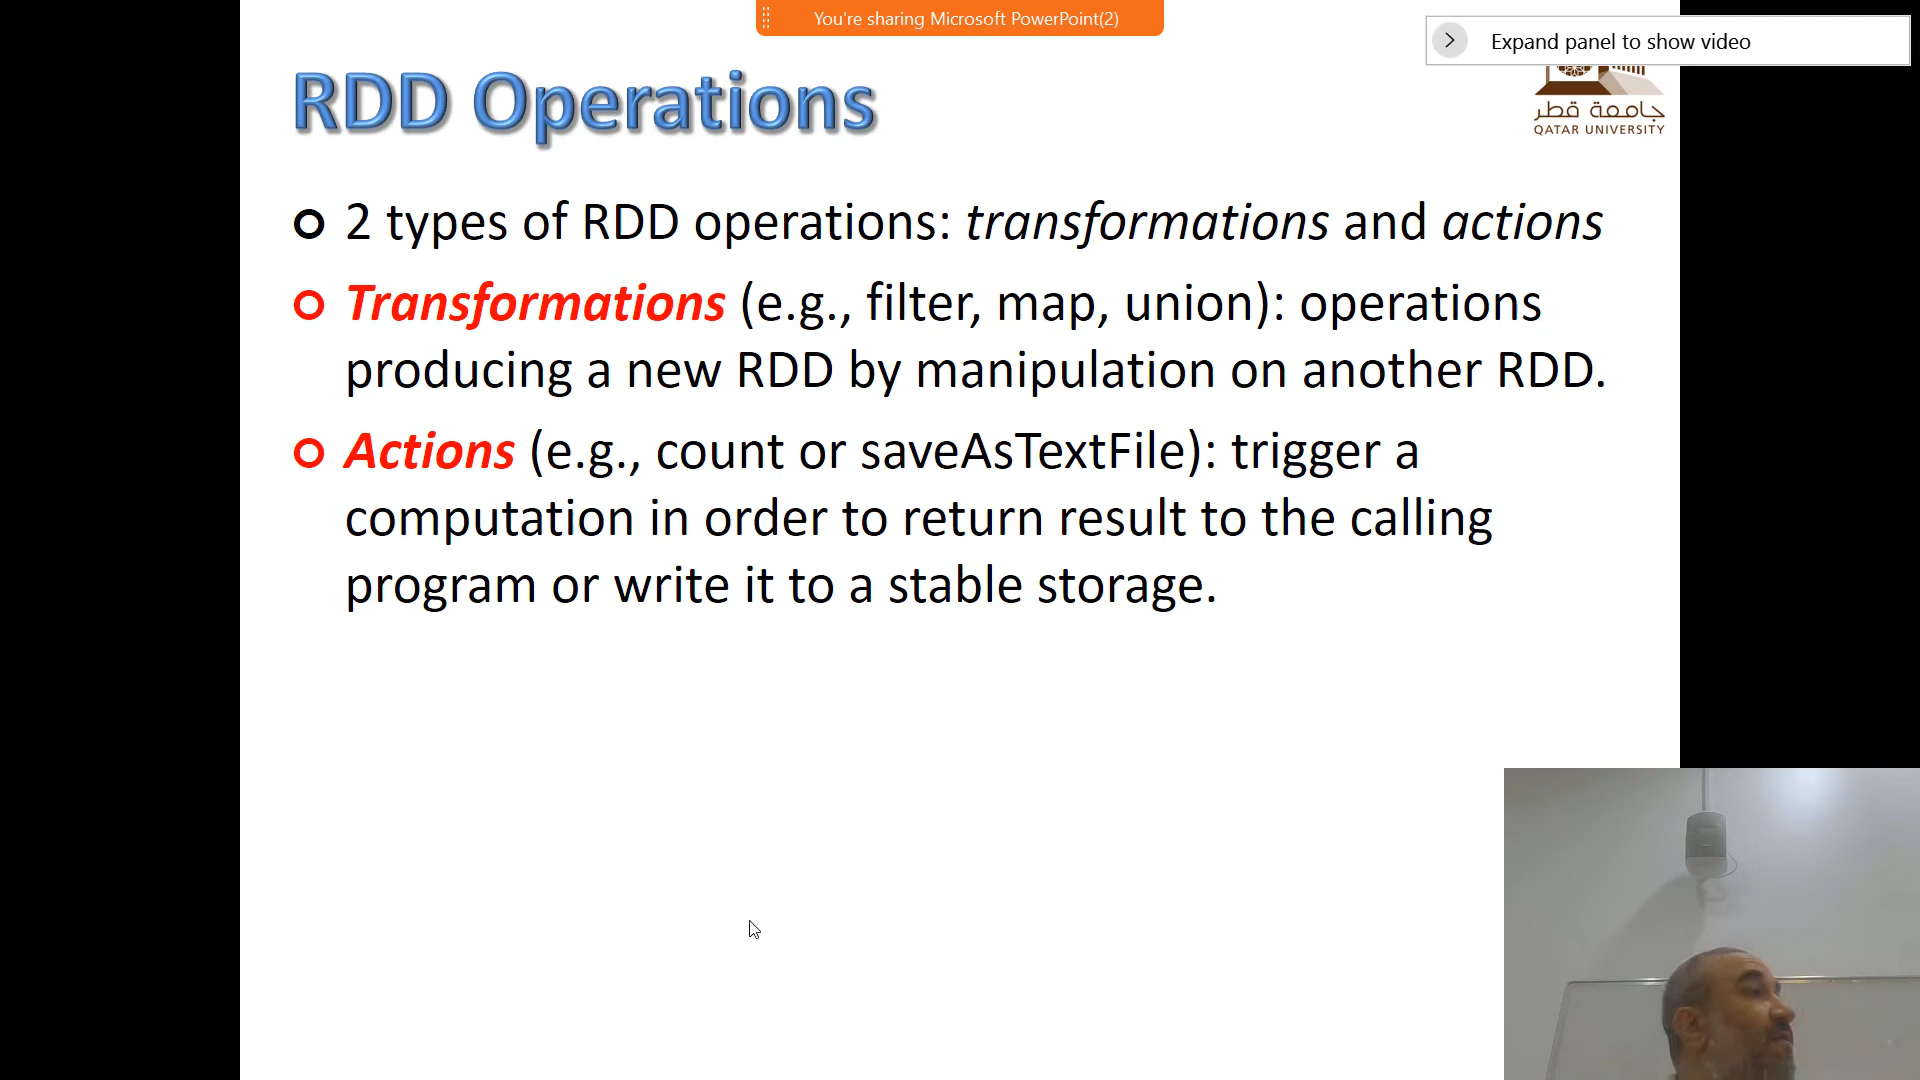 You're sharing Microsoft PowerPoint(2)
Expand panel to show video
RDD Operations
جامعة قطر
QATAR UNIVERSITY
2 types of RDD operations: transformations and actions
Transformations (e.g., filter, map, union): operations
producing a new RDD by manipulation on another RDD.
Actions (e.g., count or saveAsTextFile): trigger a
computation in order to return result to the calling
program or write it to a stable storage.